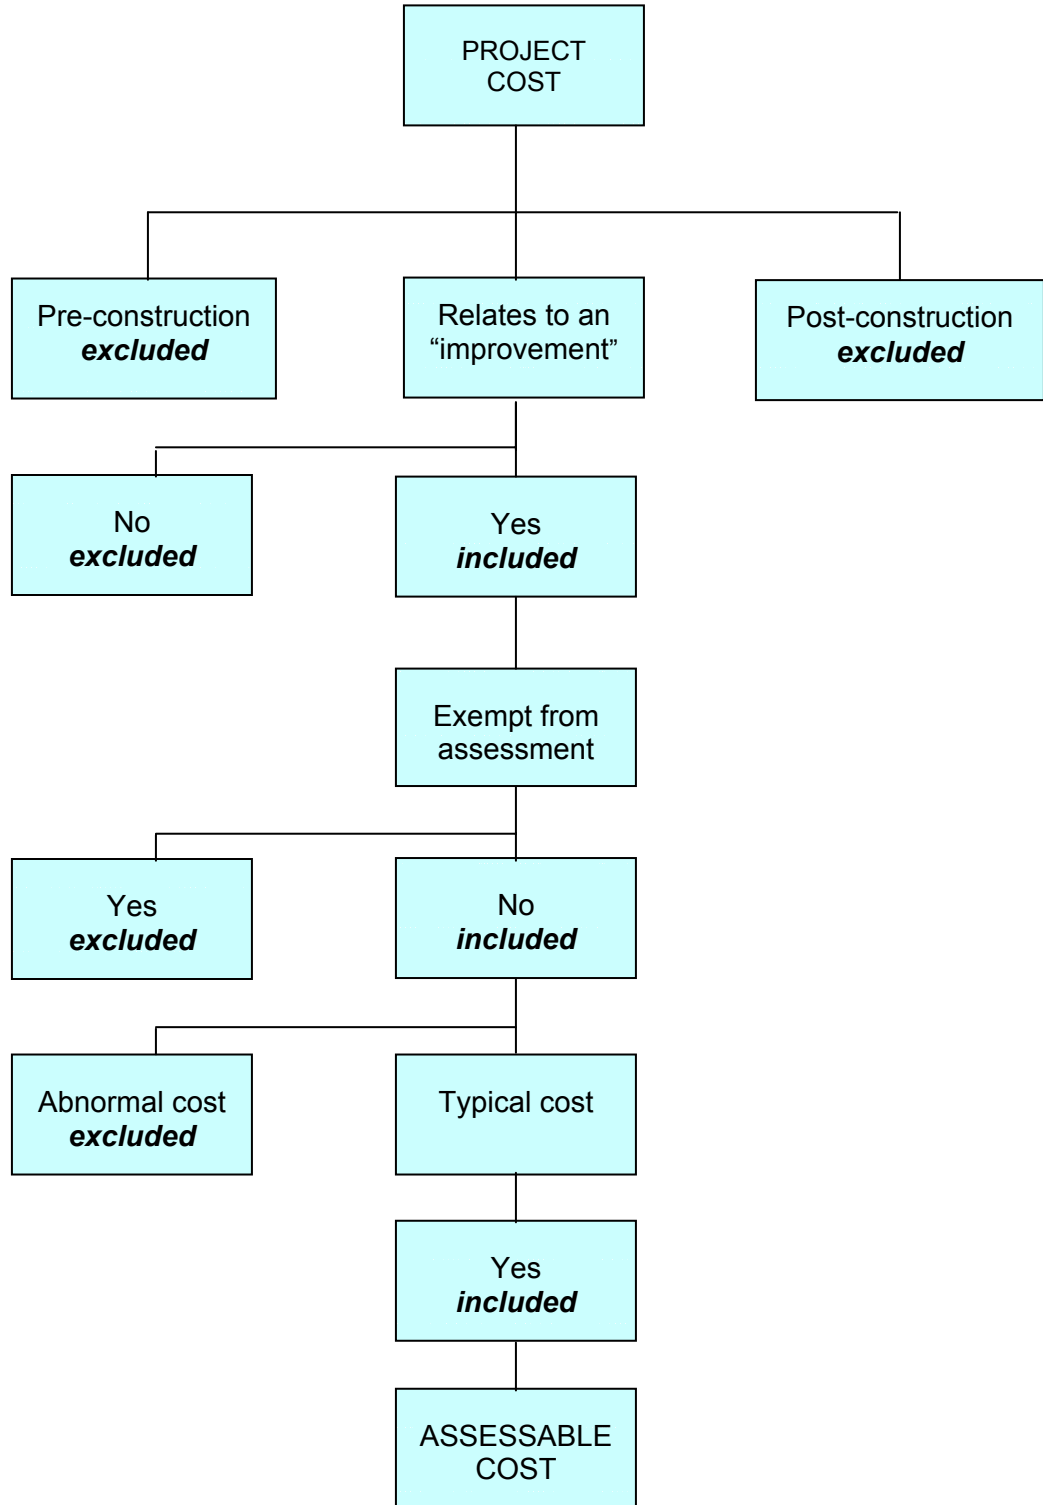 PROJECT
COST
Pre-construction
excluded
Relates to an
“improvement”
Post-construction
excluded
No
excluded
Yes
included
Exempt from
assessment
Yes
excluded
No
included
Abnormal cost
excluded
Typical cost
Yes
included
ASSESSABLE
COST